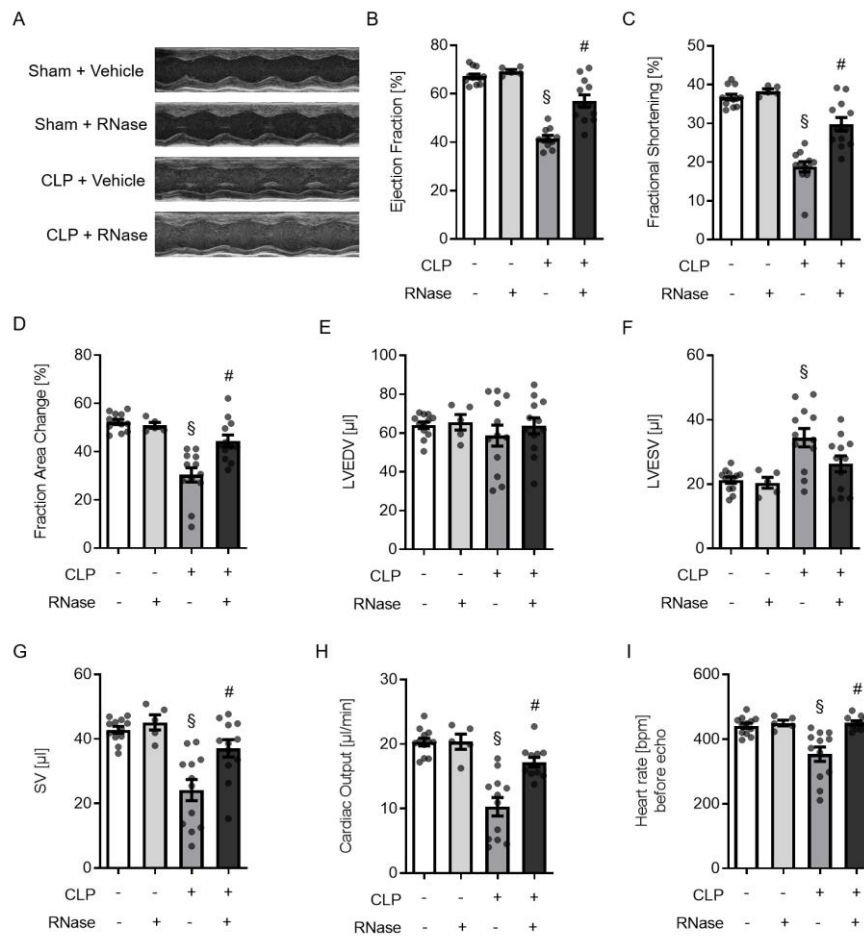 A
Sham + Vehicle
Sham + RNase
CLP + Vehicle
CLP + RNase
B
Ejection Fraction [%]
80
60
40
20
0
§
#
CLP - - + +
RNase - + - +
C
Fractional Shortening [%]
50
40
30
20
10
0
§
#
CLP - - + +
RNase - + - +
D
Fraction Area Change [%]
80
60
40
20
0
§
#
CLP - - + +
RNase - + - +
E
LVEDV [µl]
100
80
60
40
20
0
CLP - - + +
RNase - + - +
F
LVESV [µl]
60
40
20
0
§
CLP - - + +
RNase - + - +
G
SV [µl]
60
40
20
0
§
#
CLP - - + +
RNase - + - +
H
Cardiac Output [µl/min]
30
20
10
0
§
#
CLP - - + +
RNase - + - +
I
Heart rate [bpm]
before echo
600
400
200
0
§
#
CLP - - + +
RNase - + - +